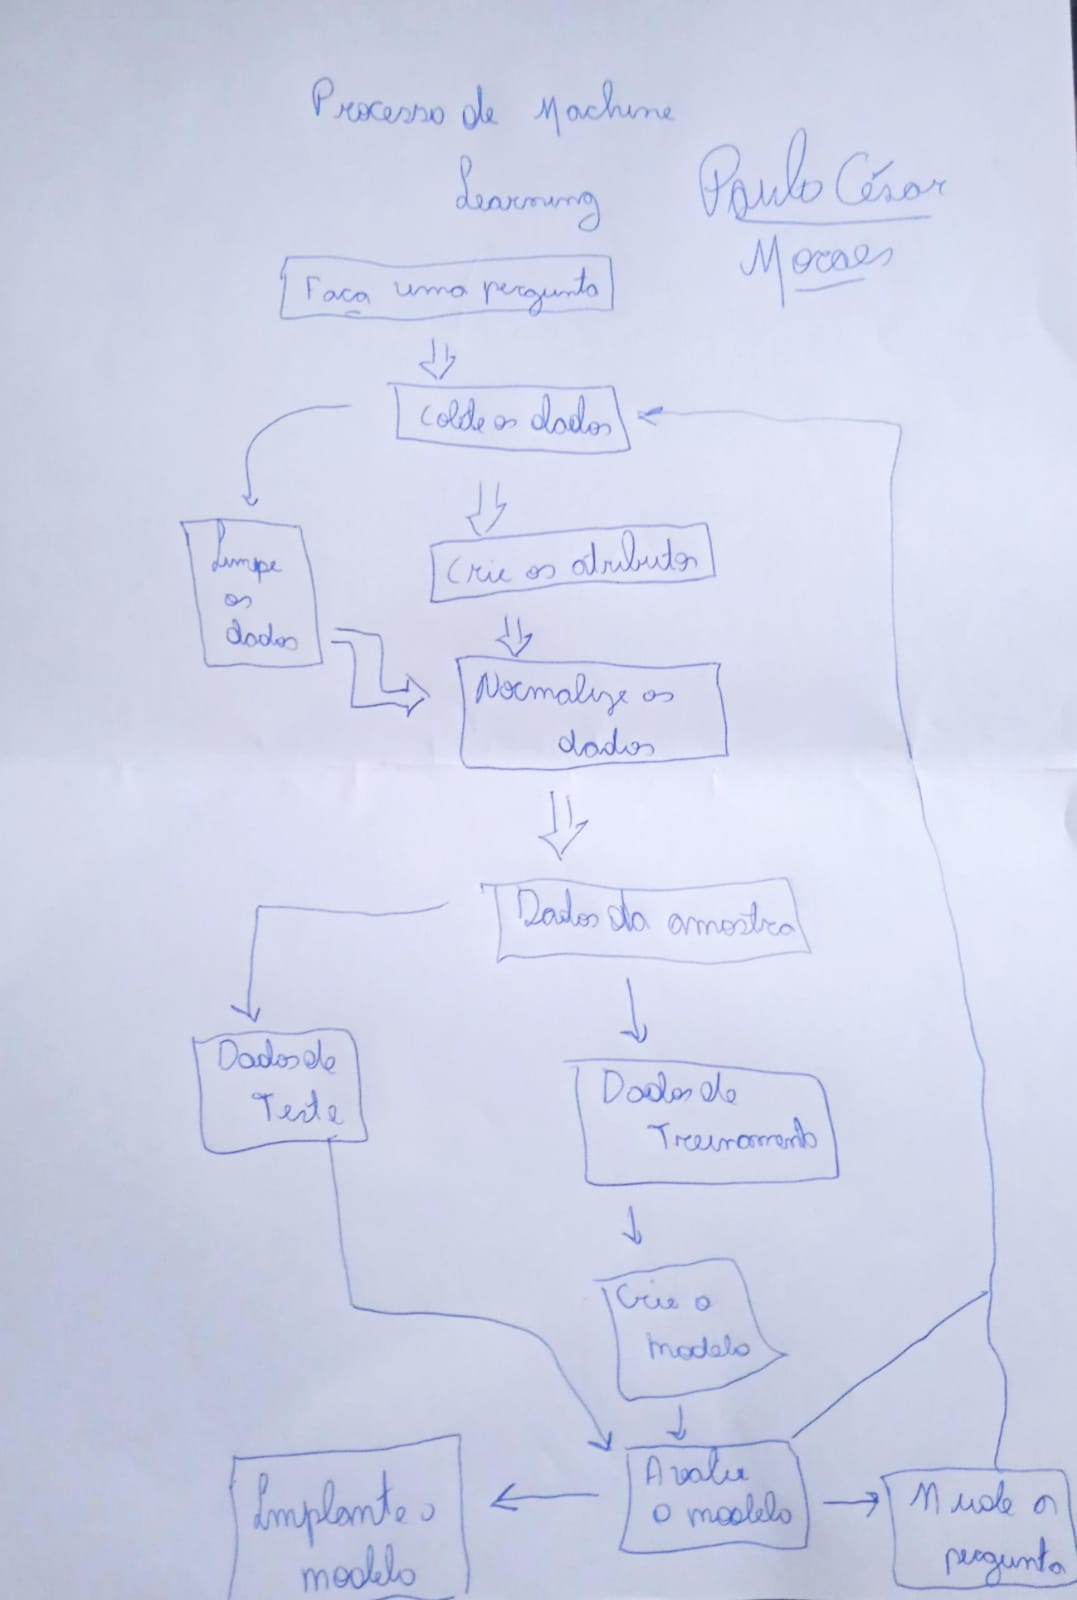 Processo de Machine
Learning
Paulo César
Moraes
Faça uma pergunta
Colete os dados
Limpe
os
dados
Crie os atributos
Normalize os
dados
Dados da amostra
Dados de
Teste
Dados de
Treinamento
Crie o
modelo
Avalie
o modelo
Implante o
modelo
Mude a
pergunta